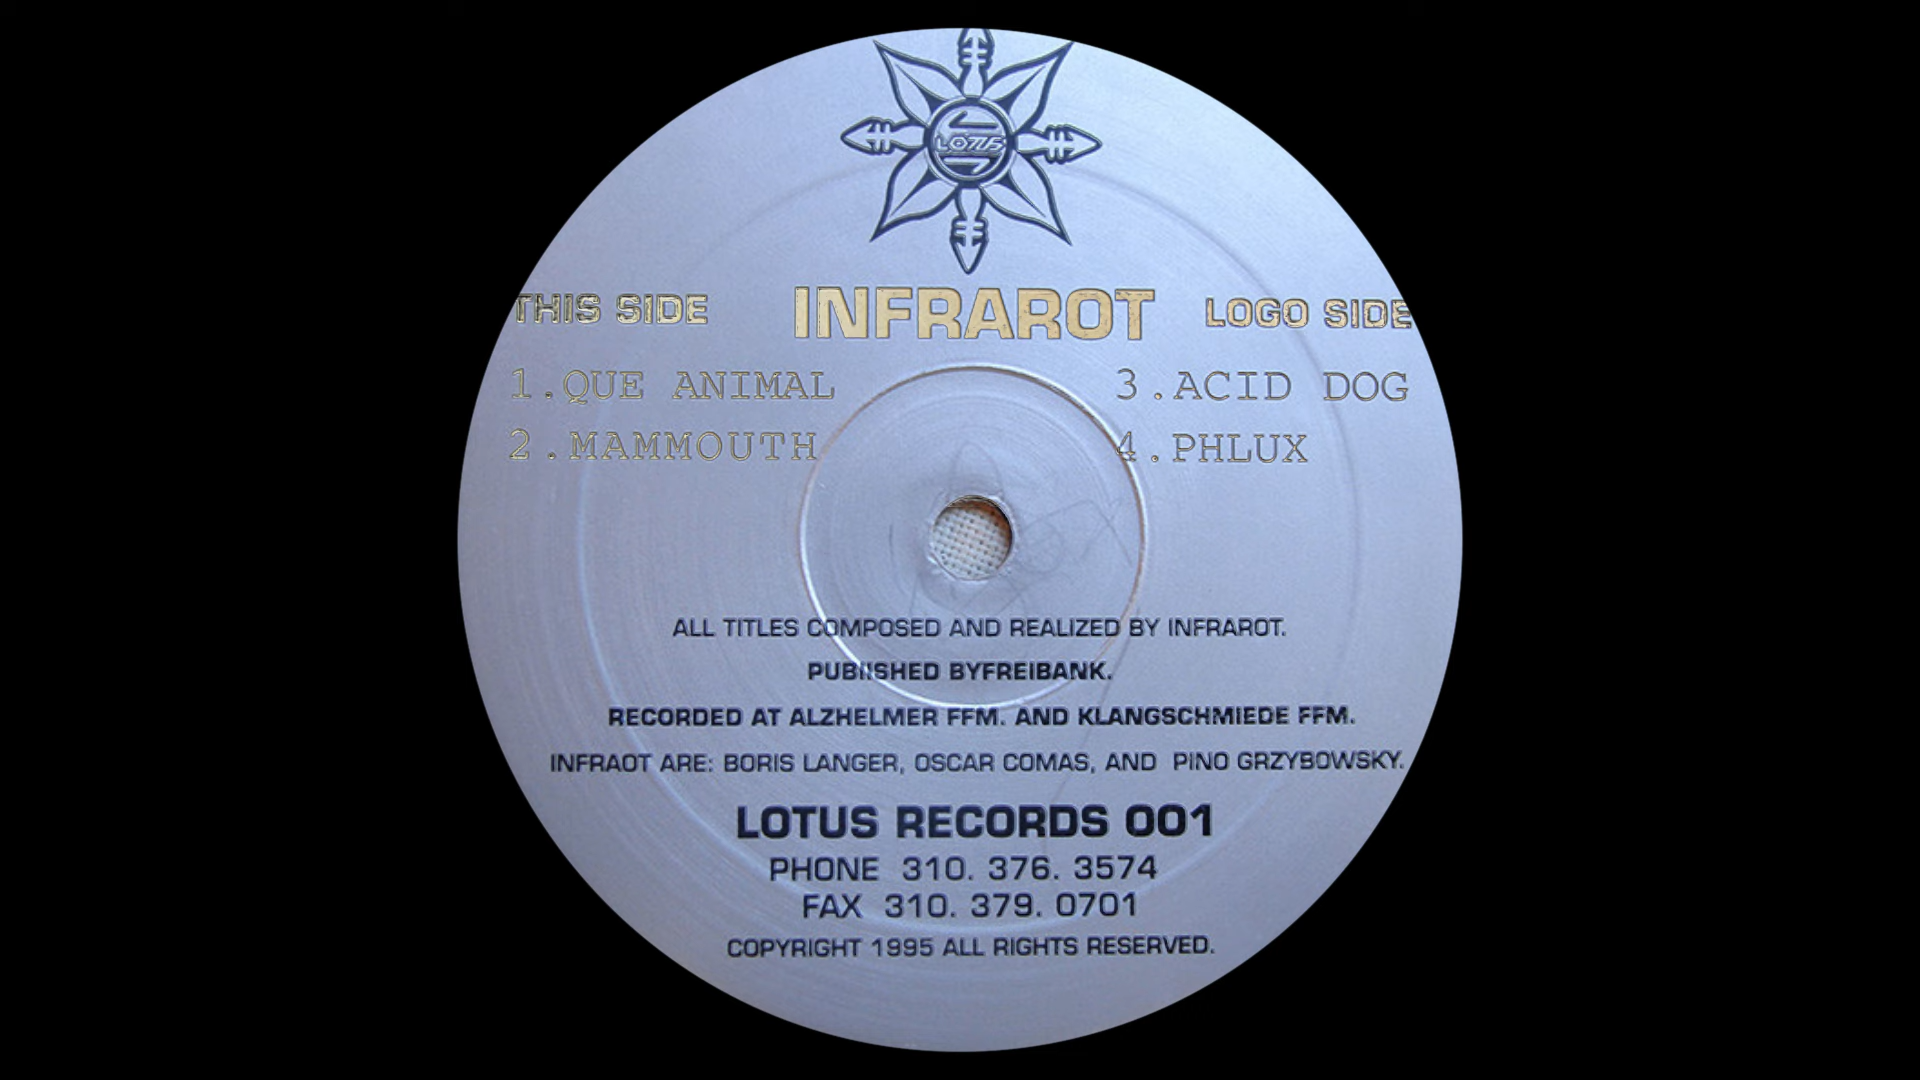 LOTUS
THIS SIDE INFRAROT LOGO SIDE
1.QUE ANIMAL 3.ACID DOG
2.MAMMOUTH 4.PHLUX
ALL TITLES COMPOSED AND REALIZED BY INFRAROT.
PUBIISHED BYFREIBANK.
RECORDED AT ALZHELMER FFM. AND KLANGSCHMIEDE FFM.
INFRAOT ARE: BORIS LANGER, OSCAR COMAS, AND PINO GRZYBOWSKY.
LOTUS RECORDS 001
PHONE 310. 376. 3574
FAX 310. 379. 0701
COPYRIGHT 1995 ALL RIGHTS RESERVED.